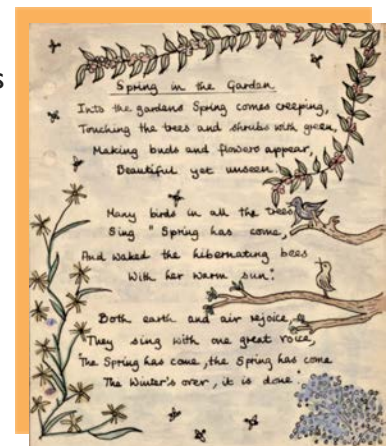 s
Spring in the Garden
Into the gardens Spring comes creeping,
Touching the trees and shrubs with green,
Making buds and flowers appear,
Beautiful yet unseen.
Many birds in all the trees
Sing "Spring has come,
And waked the hibernating bees
With her warm sun."
Both earth and air rejoice,
"They sing with one great voice,
"The Spring has come, the Spring has come
The Winter's over, it is done"